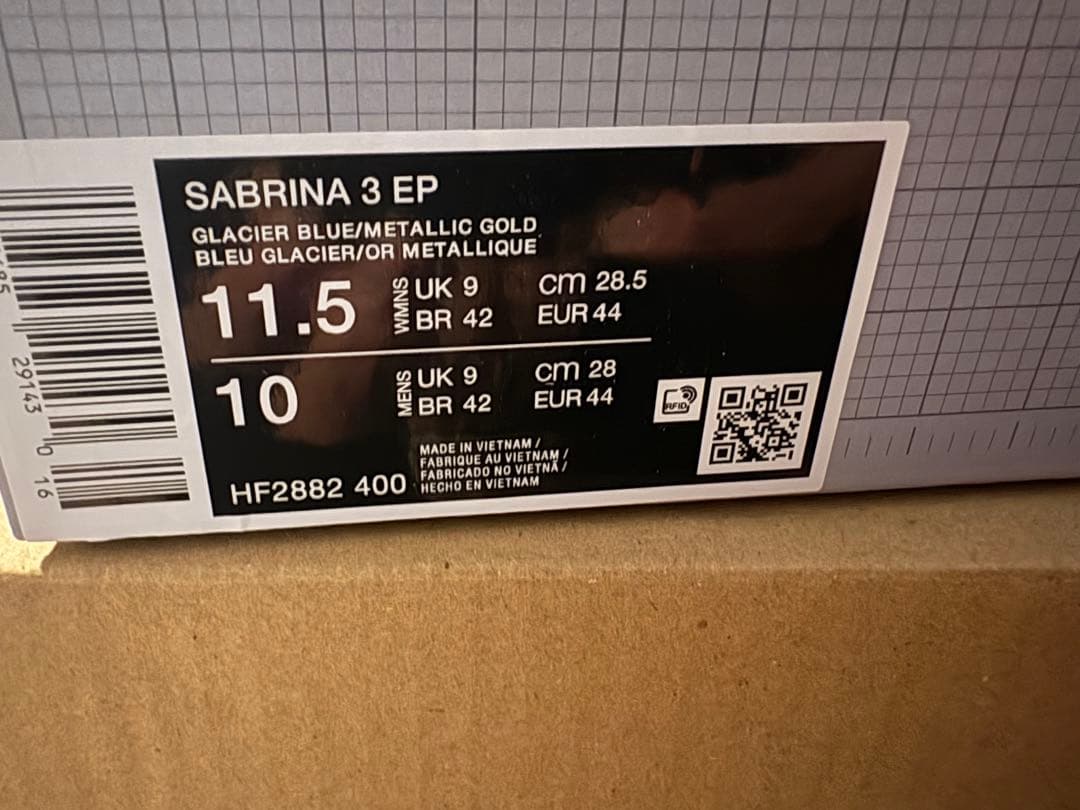 SABRINA 3 EP
GLACIER BLUE/METALLIC GOLD
BLEU GLACIER/OR METALLIQUE
11.5 WMNS UK 9 cm 28.5
BR 42 EUR 44
10 MENS UK 9 cm 28
BR 42 EUR 44
RFID
MADE IN VIETNAM /
FABRIQUE AU VIETNAM /
FABRICADO NO VIETNÃ /
HECHO EN VIETNAM
HF2882 400
29143 0 16